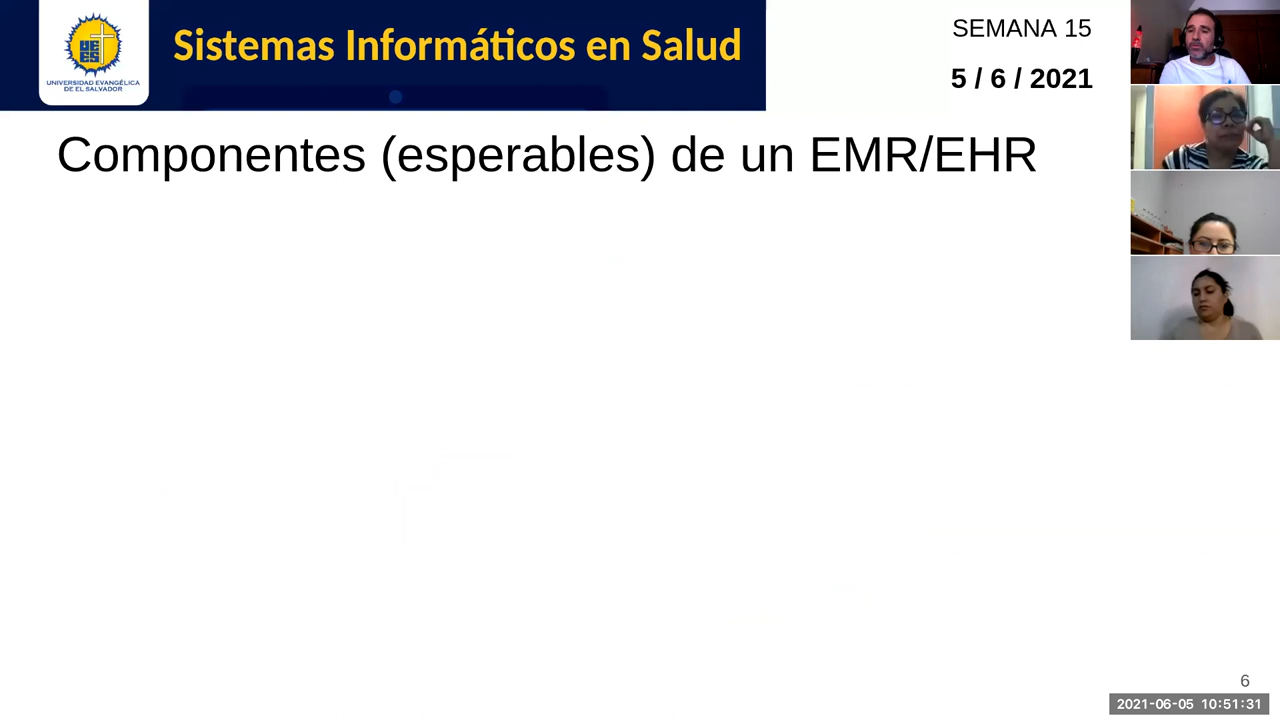 UNIVERSIDAD EVANGÉLICA
DE EL SALVADOR
Sistemas Informáticos en Salud
SEMANA 15
5 / 6 / 2021
Componentes (esperables) de un EMR/EHR
6
2021-06-05 10:51:31